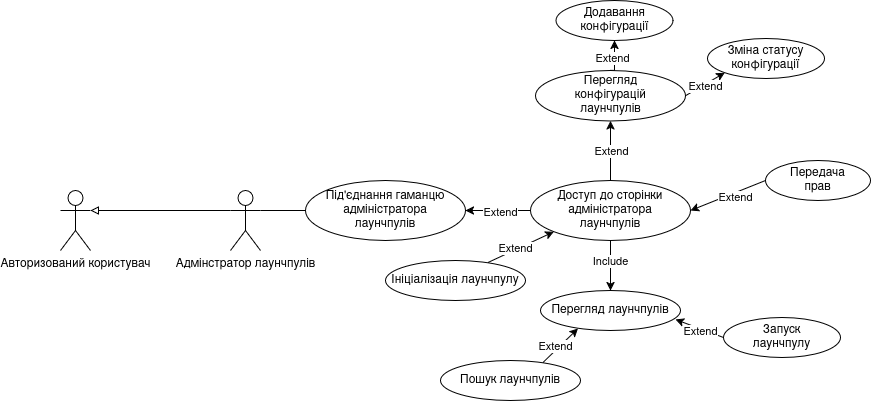 Додавання
конфігурації
Extend
Зміна статусу
конфігурації
Перегляд
конфігурацій
лаунчпулів
Extend
Extend
Передача
прав
Extend
Під'єднання гаманцю
адміністратора
лаунчпулів
Extend
Доступ до сторінки
адміністратора
лаунчпулів
Авторизований користувач
Адмінстратор лаунчпулів
Extend
Include
Ініціалізація лаунчпулу
Перегляд лаунчпулів
Extend
Запуск
лаунчпулу
Extend
Пошук лаунчпулів